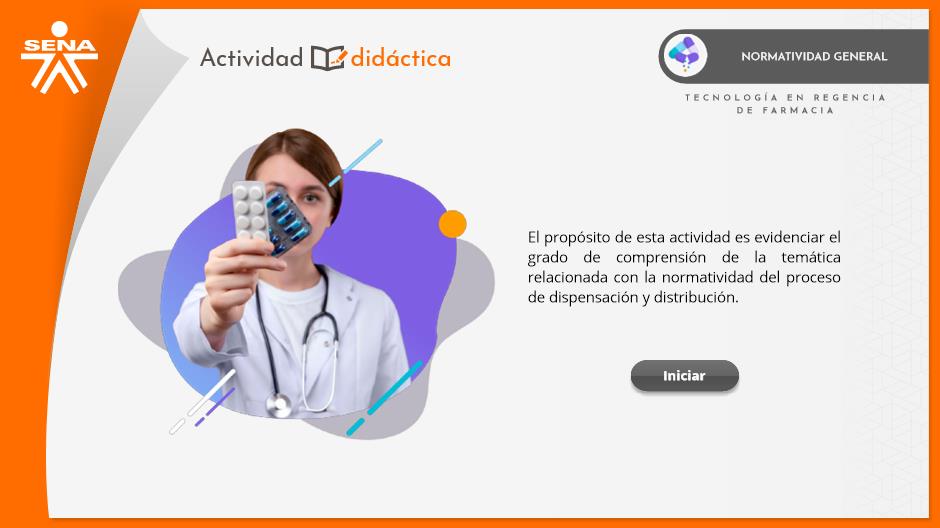 SENA
Actividad didáctica
NORMATIVIDAD GENERAL
TECNOLOGÍA EN REGENCIA
DE FARMACIA
El propósito de esta actividad es evidenciar el
grado de comprensión de la temática
relacionada con la normatividad del proceso
de dispensación y distribución.
Iniciar